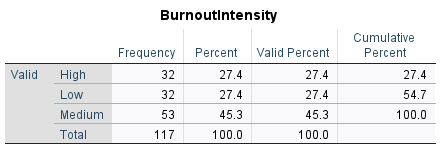 BurnoutIntensity
Frequency Percent Valid Percent Cumulative Percent
Valid High 32 27.4 27.4 27.4
Low 32 27.4 27.4 54.7
Medium 53 45.3 45.3 100.0
Total 117 100.0 100.0